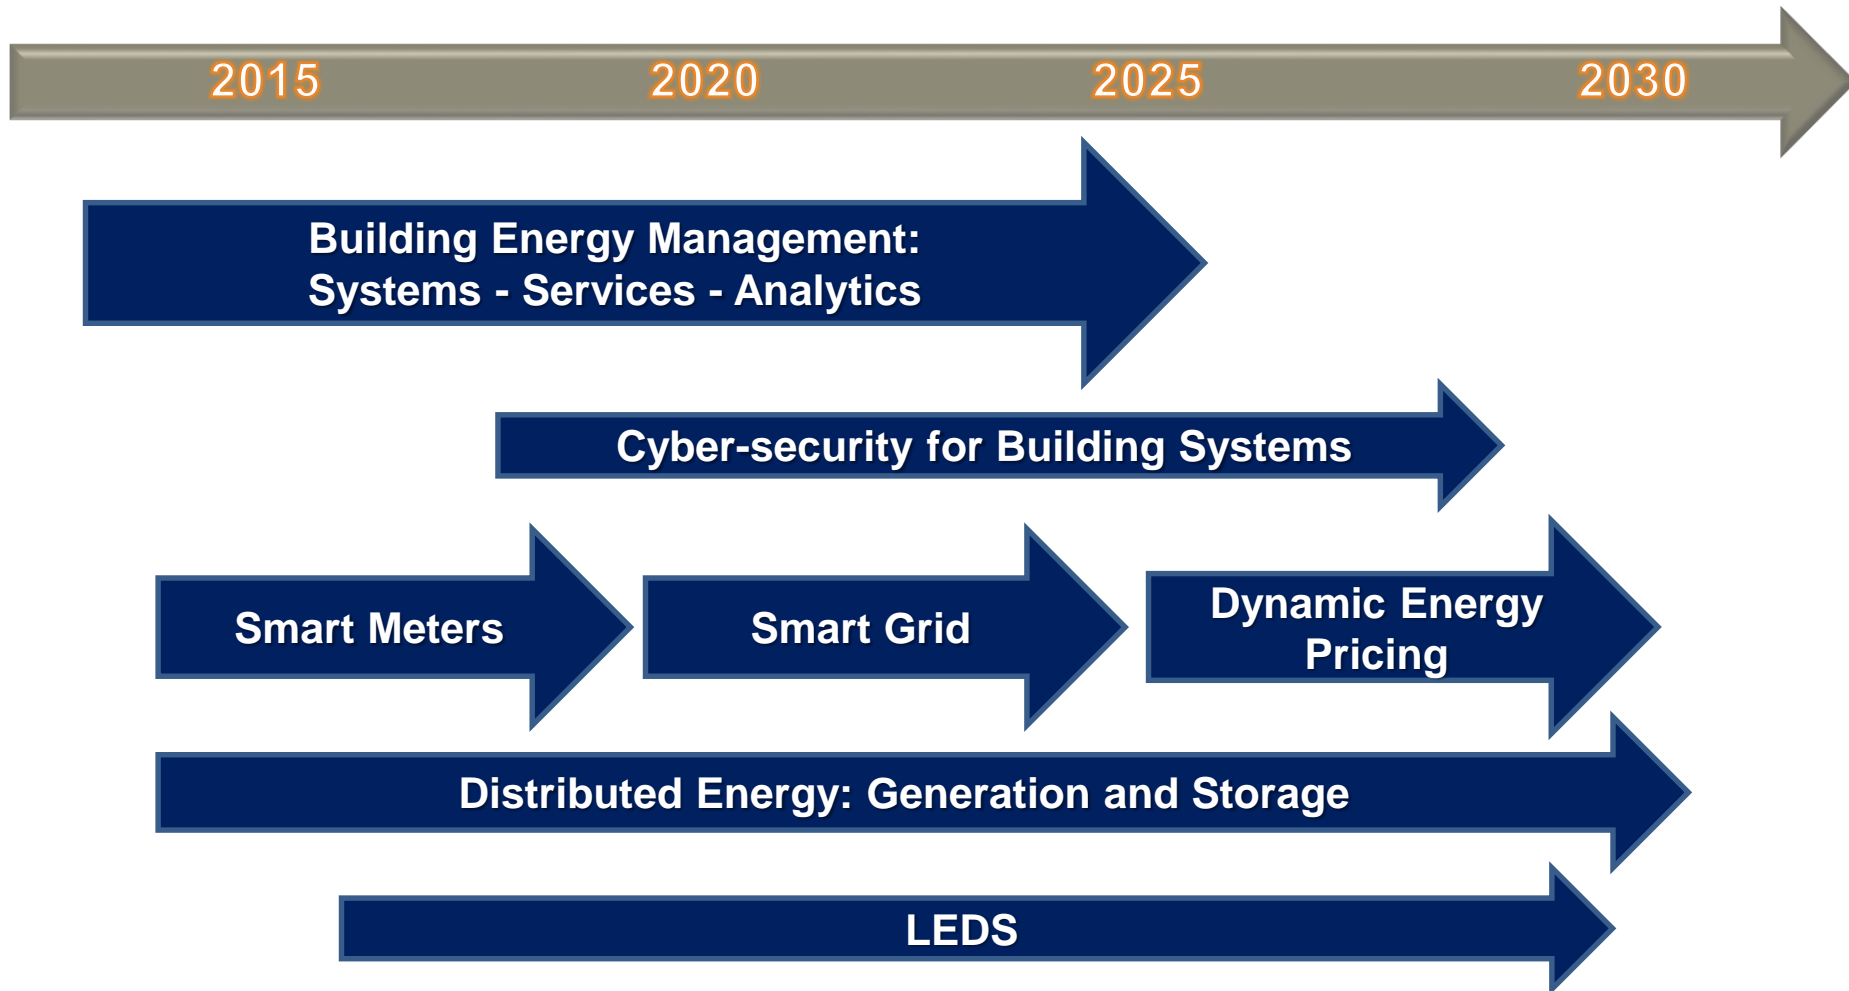 2015 2020 2025 2030
Building Energy Management:
Systems - Services - Analytics
Cyber-security for Building Systems
Smart Meters
Smart Grid
Dynamic Energy
Pricing
Distributed Energy: Generation and Storage
LEDS